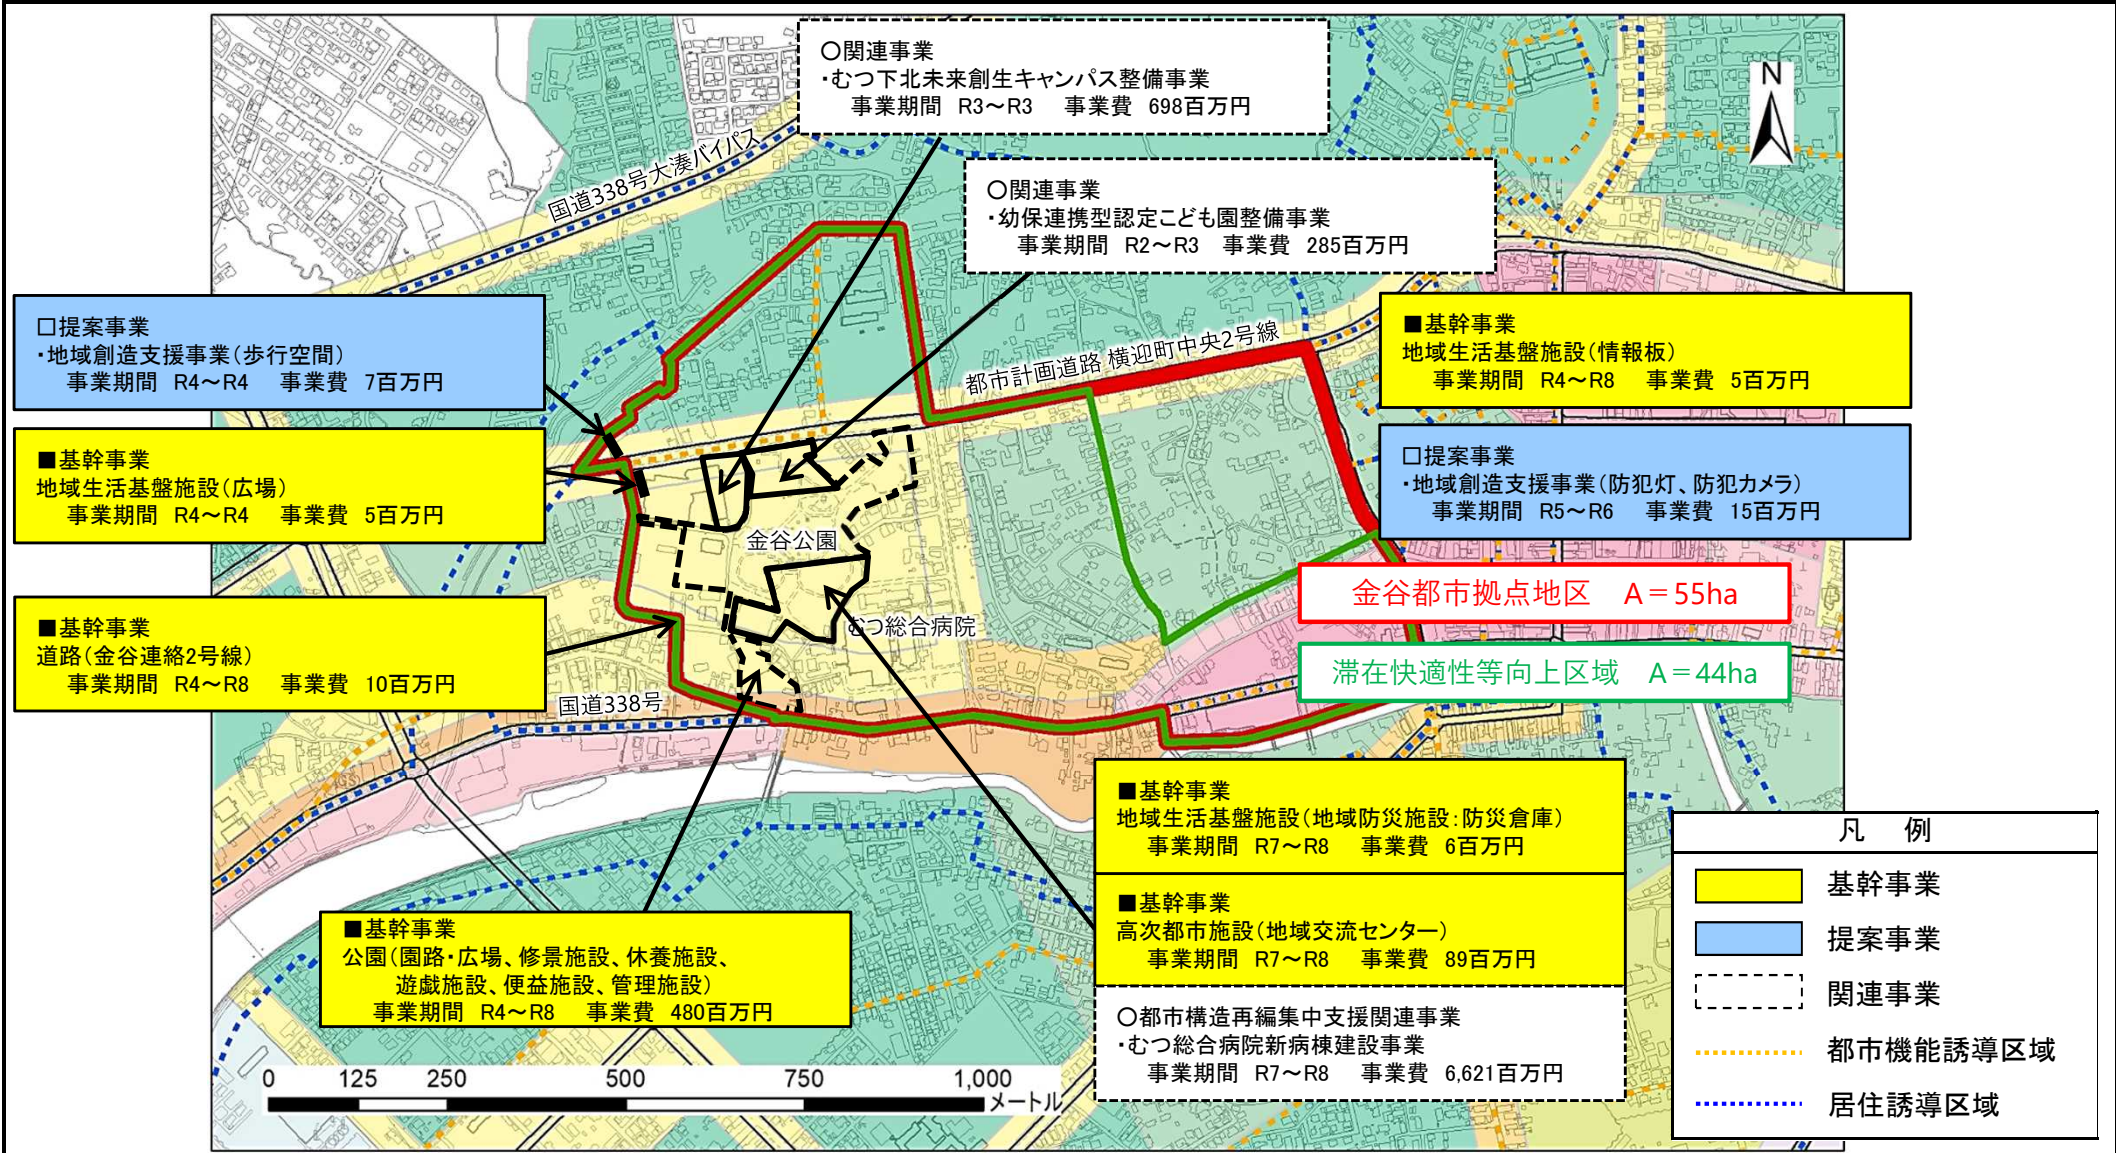 〇関連事業
・むつ下北未来創生キャンパス整備事業
事業期間 R3～R3 事業費 698百万円
N
国道338号大湊バイパス
〇関連事業
・幼保連携型認定こども園整備事業
事業期間 R2～R3 事業費 285百万円
□提案事業
・地域創造支援事業(歩行空間)
事業期間 R4～R4 事業費 7百万円
都市計画道路 横迎町中央2号線
■基幹事業
地域生活基盤施設(情報板)
事業期間 R4～R8 事業費 5百万円
■基幹事業
地域生活基盤施設(広場)
事業期間 R4～R4 事業費 5百万円
□提案事業
・地域創造支援事業(防犯灯、防犯カメラ)
事業期間 R5～R6 事業費 15百万円
金谷公園
金谷都市拠点地区 A＝55ha
■基幹事業
道路(金谷連絡2号線)
事業期間 R4～R8 事業費 10百万円
むつ総合病院
滞在快適性等向上区域 A＝44ha
国道338号
■基幹事業
地域生活基盤施設(地域防災施設:防災倉庫)
事業期間 R7～R8 事業費 6百万円
■基幹事業
高次都市施設(地域交流センター)
事業期間 R7～R8 事業費 89百万円
〇都市構造再編集中支援関連事業
・むつ総合病院新病棟建設事業
事業期間 R7～R8 事業費 6,621百万円
■基幹事業
公園(園路・広場、修景施設、休養施設、
遊戯施設、便益施設、管理施設)
事業期間 R4～R8 事業費 480百万円
0 125 250 500 750 1,000
メートル
凡 例
基幹事業
提案事業
関連事業
都市機能誘導区域
居住誘導区域